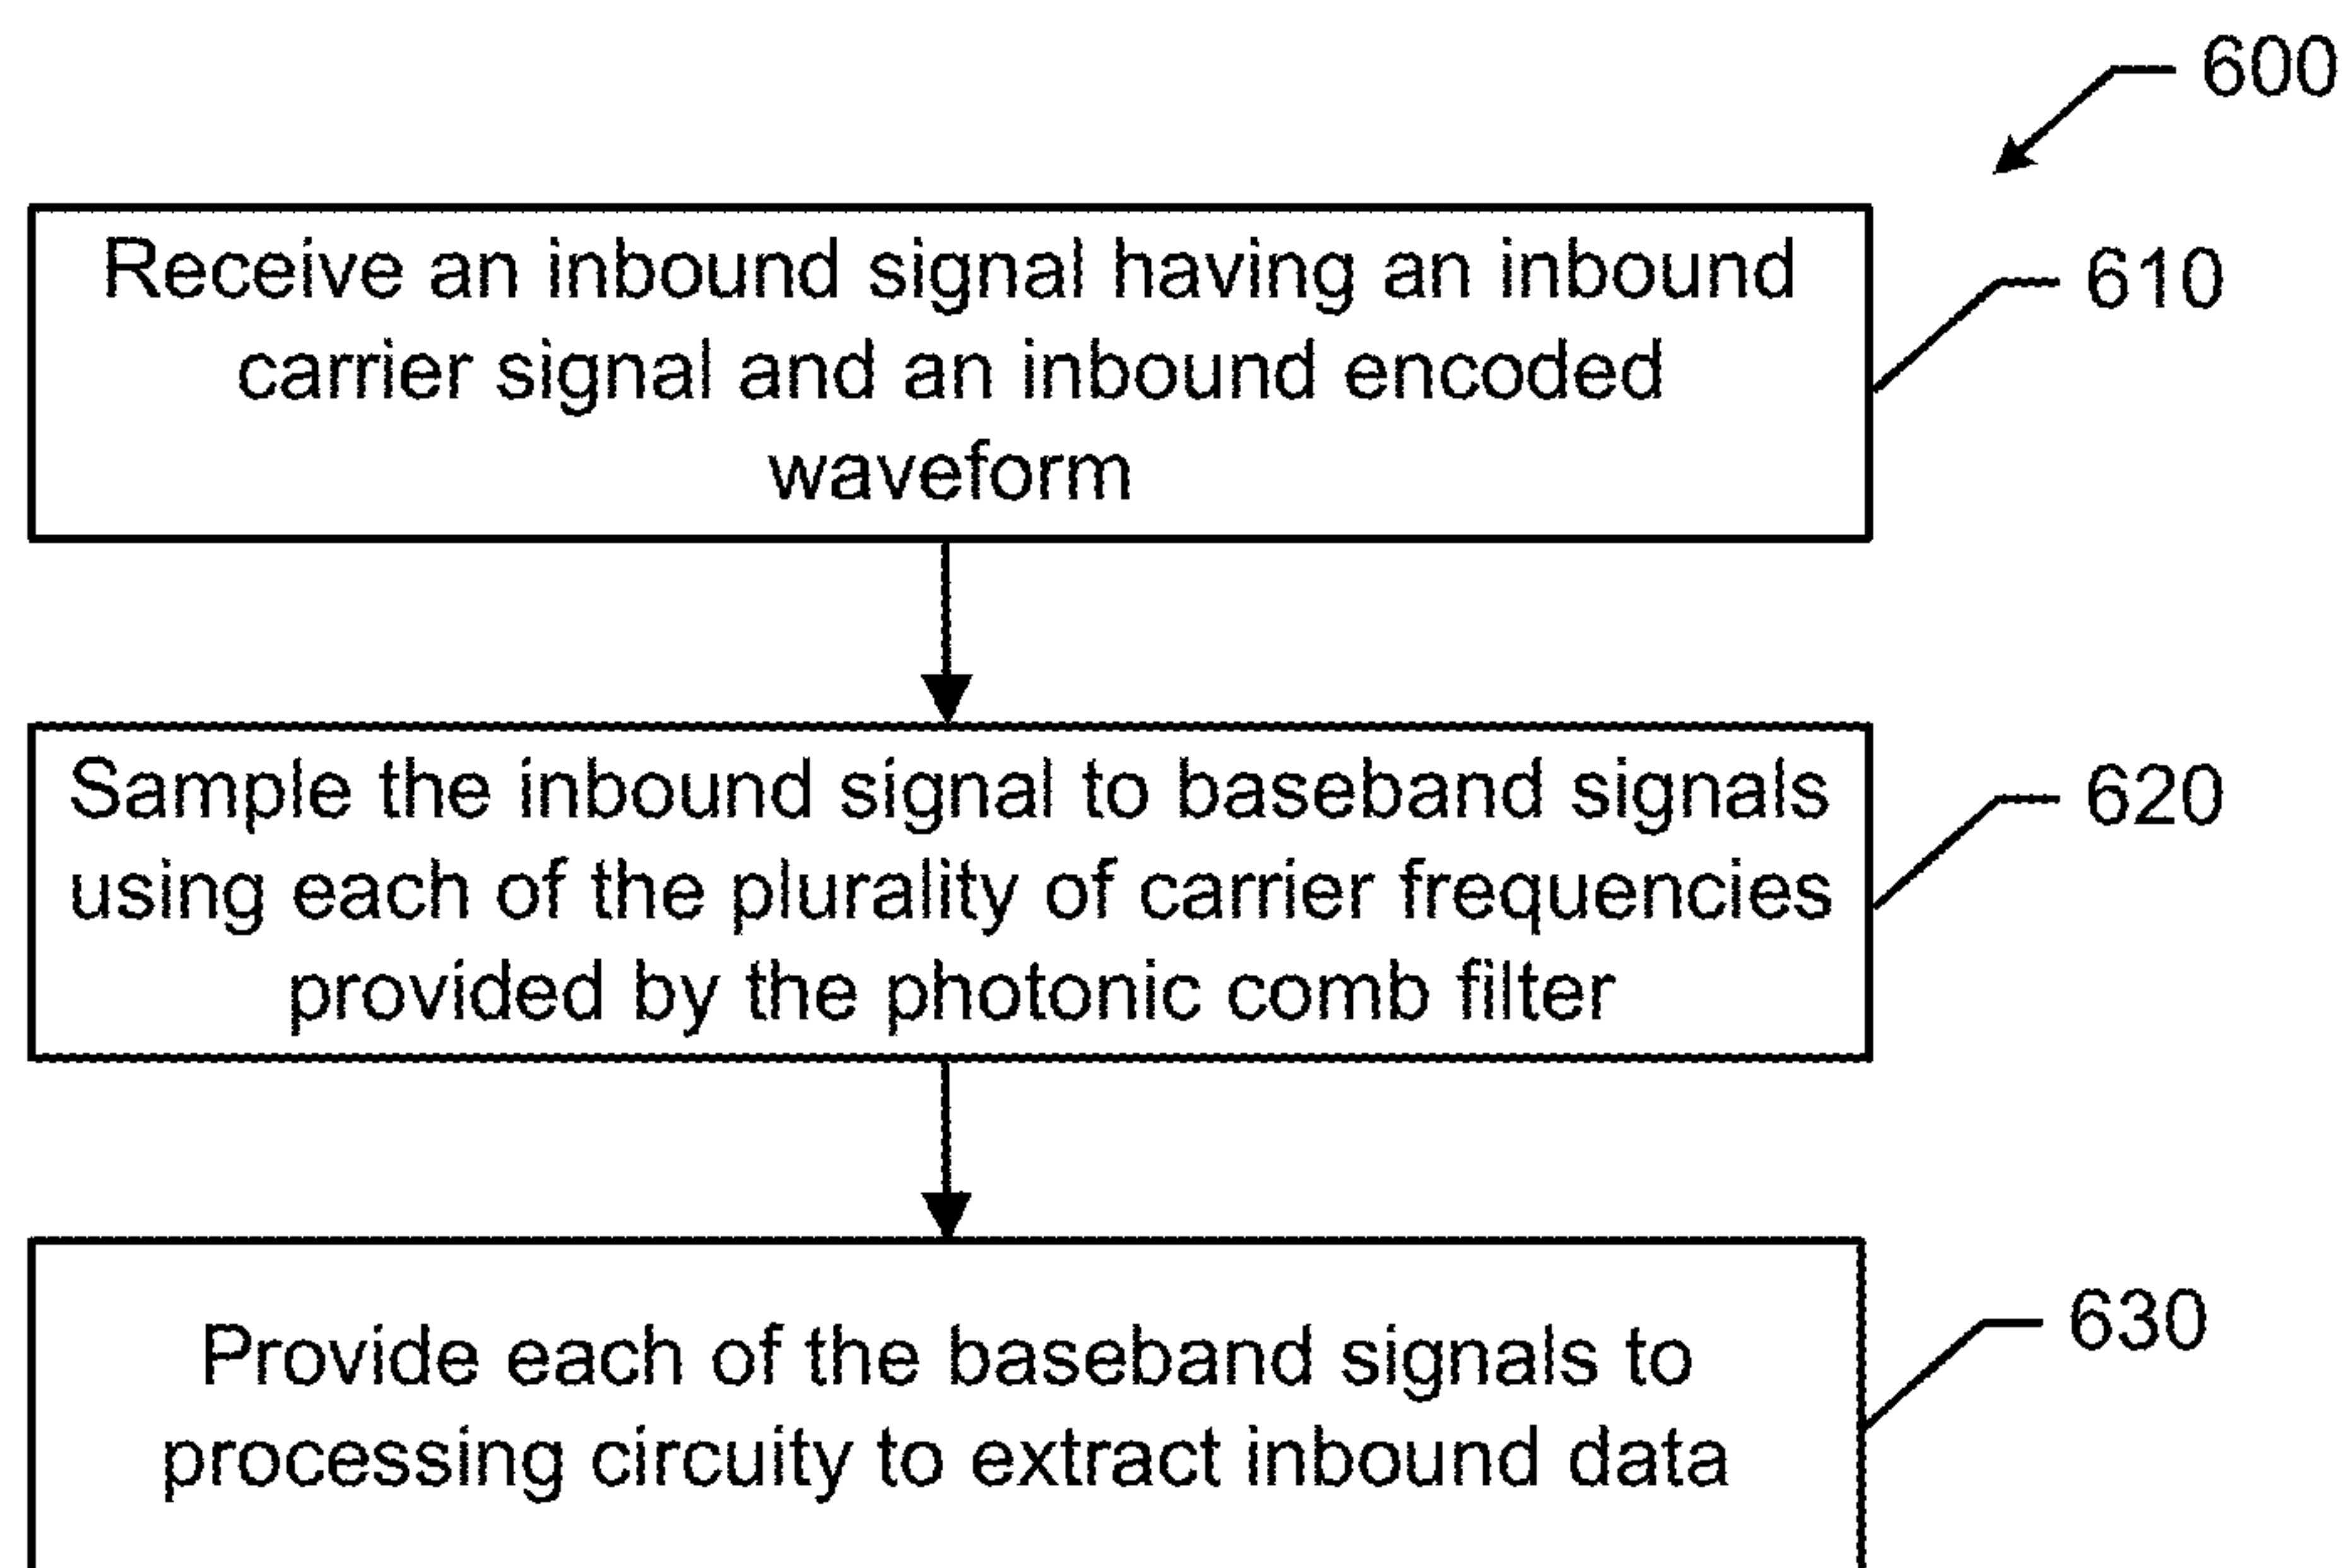 600
Receive an inbound signal having an inbound
carrier signal and an inbound encoded
waveform
610
Sample the inbound signal to baseband signals
using each of the plurality of carrier frequencies
provided by the photonic comb filter
620
Provide each of the baseband signals to
processing circuity to extract inbound data
630